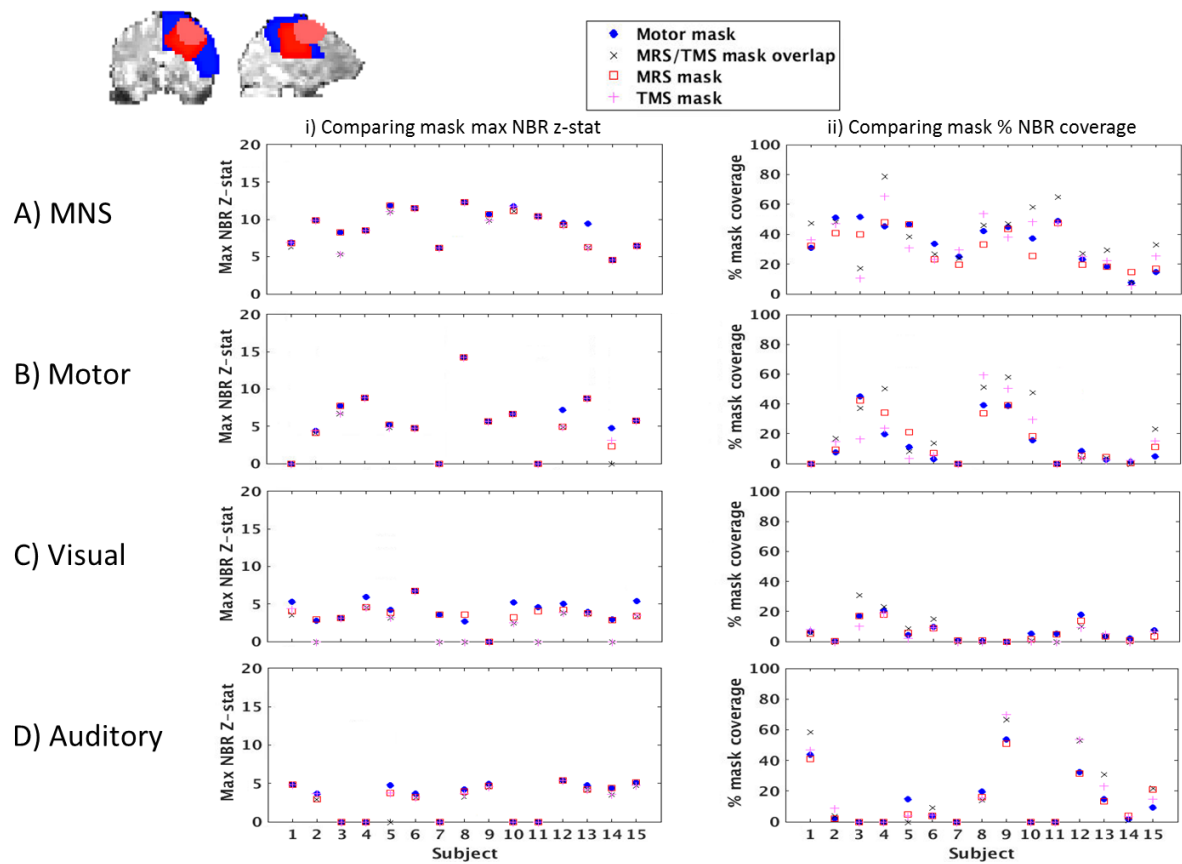 Motor mask
MRS/TMS mask overlap
MRS mask
TMS mask
i) Comparing mask max NBR z-stat
ii) Comparing mask % NBR coverage
A) MNS
Max NBR Z-stat
20
15
10
5
0
% mask coverage
100
80
60
40
20
0
B) Motor
Max NBR Z-stat
20
15
10
5
0
% mask coverage
100
80
60
40
20
0
C) Visual
Max NBR Z-stat
20
15
10
5
0
% mask coverage
100
80
60
40
20
0
D) Auditory
Max NBR Z-stat
20
15
10
5
0
1 2 3 4 5 6 7 8 9 10 11 12 13 14 15
Subject
% mask coverage
100
80
60
40
20
0
1 2 3 4 5 6 7 8 9 10 11 12 13 14 15
Subject